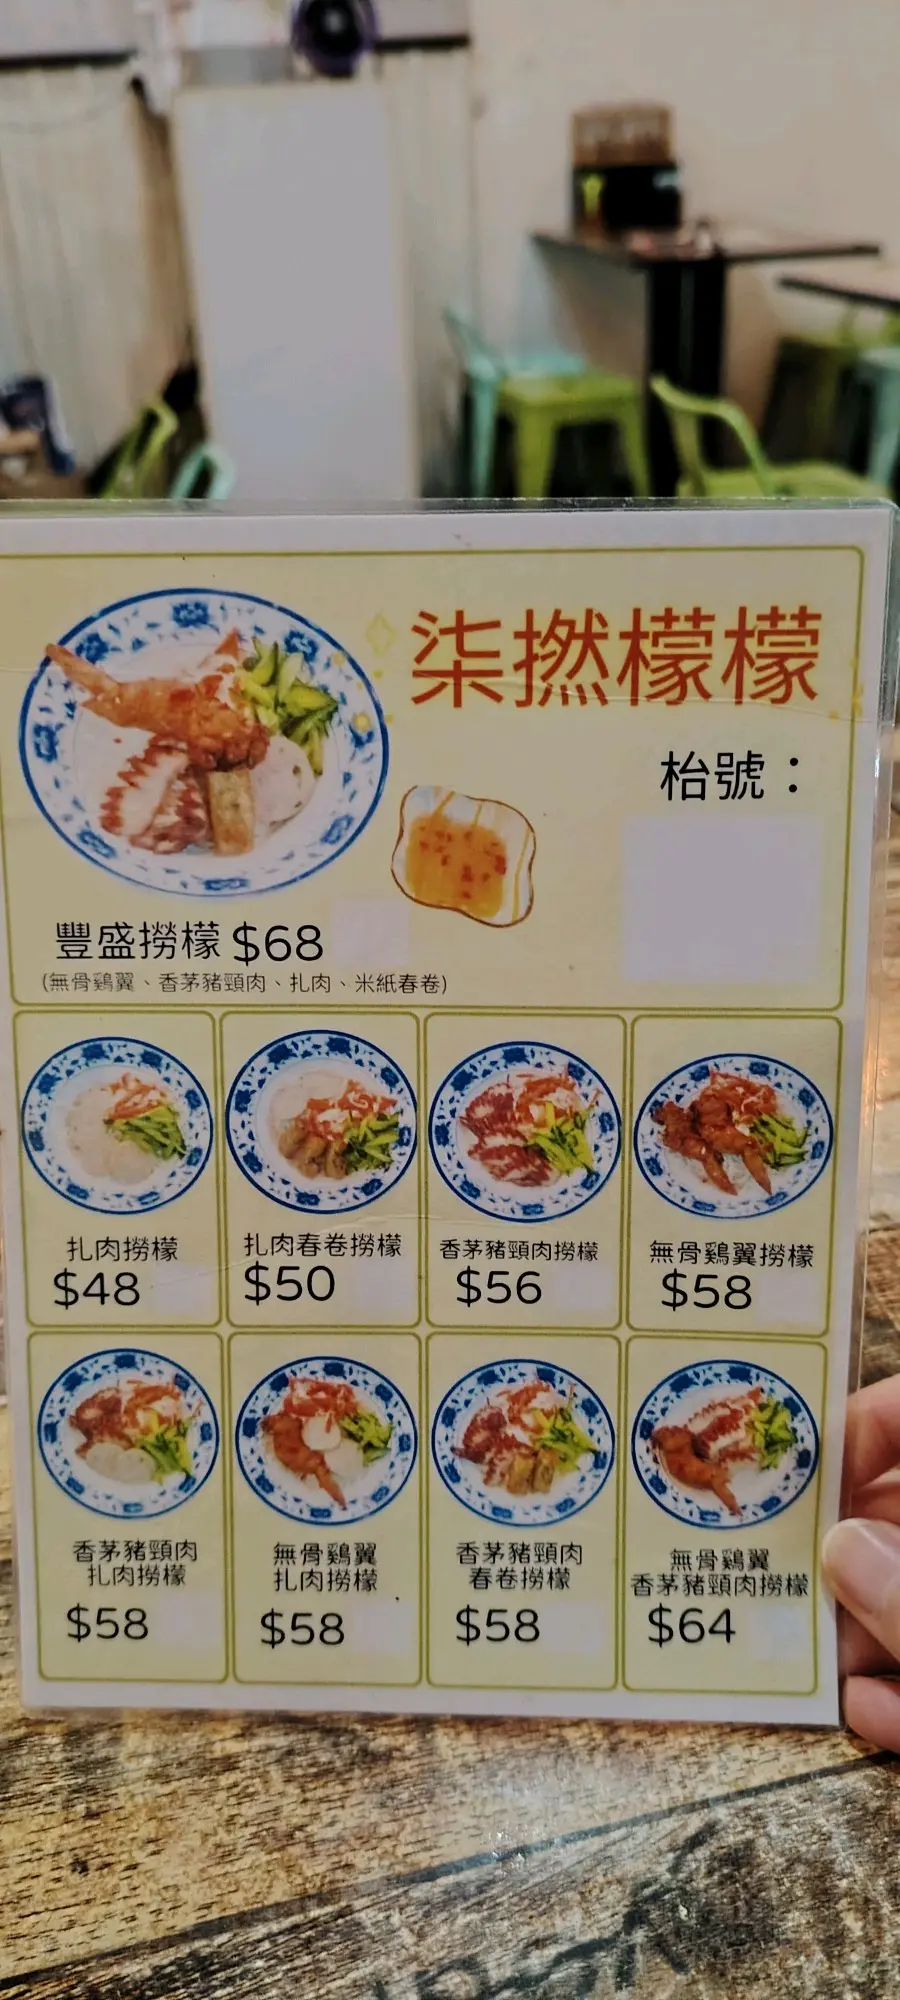 柒撚檬檬
枱號：
豐盛撈檬 $68
(無骨鷄翼、香茅豬頸肉、扎肉、米紙春卷)
扎肉撈檬
$48
扎肉春卷撈檬
$50
香茅豬頸肉撈檬
$56
無骨鷄翼撈檬
$58
香茅豬頸肉
扎肉撈檬
$58
無骨鷄翼
扎肉撈檬
$58
香茅豬頸肉
春卷撈檬
$58
無骨鷄翼
香茅豬頸肉撈檬
$64